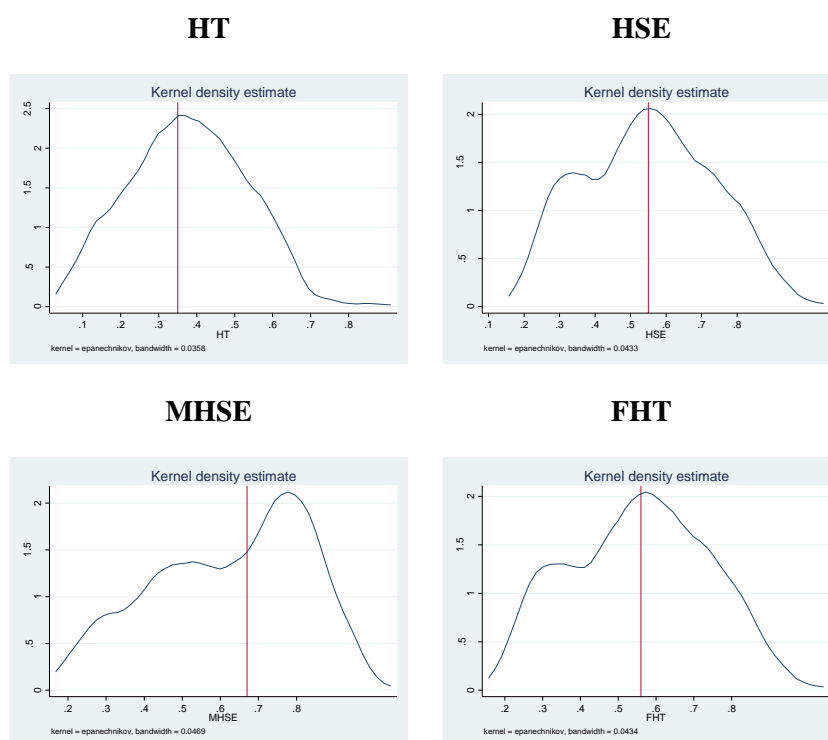 HT
HSE
Kernel density estimate
2.5
2
1.5
1
.5
0
.1 .2 .3 .4 .5 .6 .7 .8
HT
kernel = epanechnikov, bandwidth = 0.0358
Kernel density estimate
2
1.5
1
.5
0
.1 .2 .3 .4 .5 .6 .7 .8
HSE
kernel = epanechnikov, bandwidth = 0.0433
MHSE
FHT
Kernel density estimate
2
1.5
1
.5
0
.2 .3 .4 .5 .6 .7 .8
MHSE
kernel = epanechnikov, bandwidth = 0.0469
Kernel density estimate
2
1.5
1
.5
0
.2 .3 .4 .5 .6 .7 .8
FHT
kernel = epanechnikov, bandwidth = 0.0434